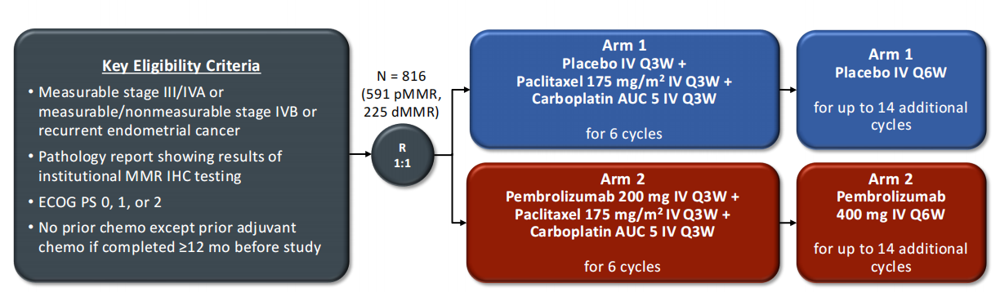 Key Eligibility Criteria
• Measurable stage III/IVA or
measurable/nonmeasurable stage IVB or
recurrent endometrial cancer
• Pathology report showing results of
institutional MMR IHC testing
• ECOG PS 0, 1, or 2
• No prior chemo except prior adjuvant
chemo if completed ≥12 mo before study
N = 816
(591 pMMR,
225 dMMR)
R
1:1
Arm 1
Placebo IV Q3W +
Paclitaxel 175 mg/m² IV Q3W +
Carboplatin AUC 5 IV Q3W
for 6 cycles
Arm 1
Placebo IV Q6W
for up to 14 additional
cycles
Arm 2
Pembrolizumab 200 mg IV Q3W +
Paclitaxel 175 mg/m² IV Q3W +
Carboplatin AUC 5 IV Q3W
for 6 cycles
Arm 2
Pembrolizumab
400 mg IV Q6W
for up to 14 additional
cycles